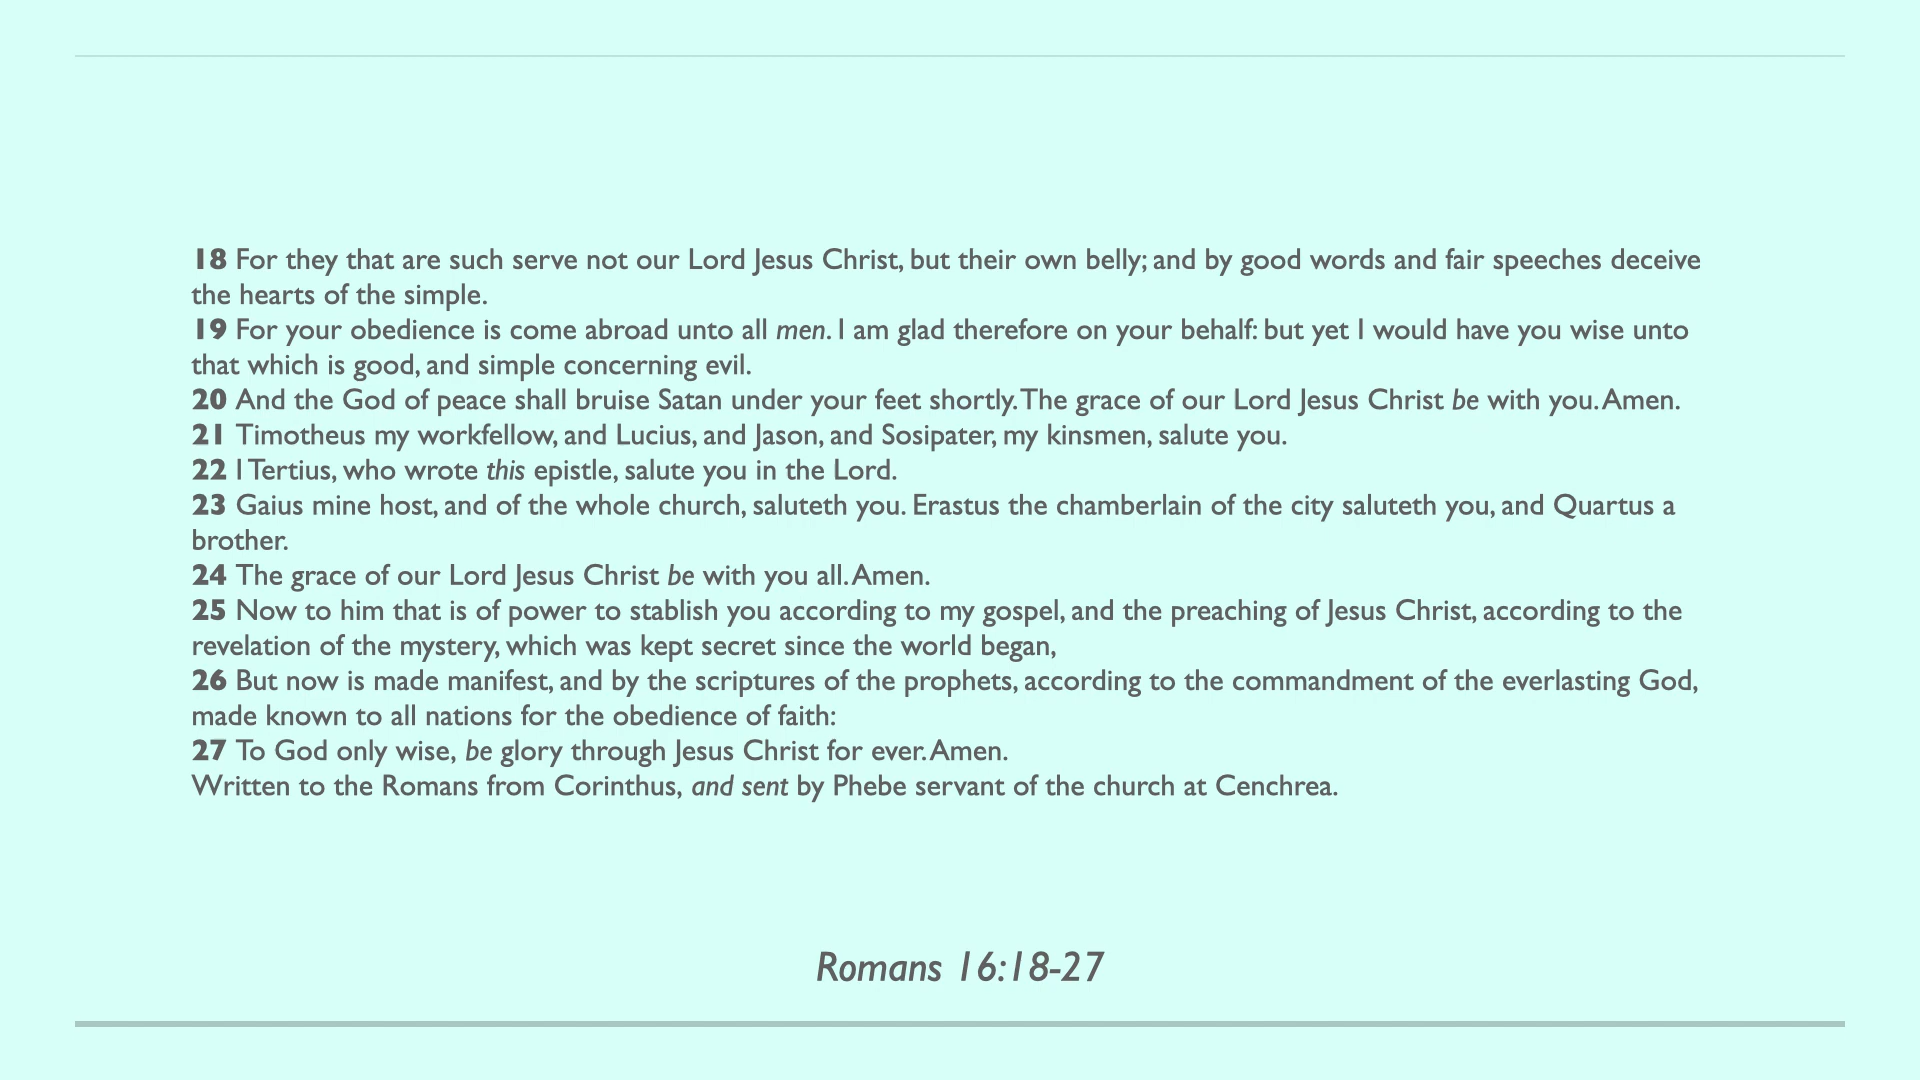 18 For they that are such serve not our Lord Jesus Christ, but their own belly; and by good words and fair speeches deceive
the hearts of the simple.
19 For your obedience is come abroad unto all men. I am glad therefore on your behalf: but yet I would have you wise unto
that which is good, and simple concerning evil.
20 And the God of peace shall bruise Satan under your feet shortly. The grace of our Lord Jesus Christ be with you. Amen.
21 Timotheus my workfellow, and Lucius, and Jason, and Sosipater, my kinsmen, salute you.
22 I Tertius, who wrote this epistle, salute you in the Lord.
23 Gaius mine host, and of the whole church, saluteth you. Erastus the chamberlain of the city saluteth you, and Quartus a
brother.
24 The grace of our Lord Jesus Christ be with you all. Amen.
25 Now to him that is of power to stablish you according to my gospel, and the preaching of Jesus Christ, according to the
revelation of the mystery, which was kept secret since the world began,
26 But now is made manifest, and by the scriptures of the prophets, according to the commandment of the everlasting God,
made known to all nations for the obedience of faith:
27 To God only wise, be glory through Jesus Christ for ever. Amen.
Written to the Romans from Corinthus, and sent by Phebe servant of the church at Cenchrea.
Romans 16:18-27